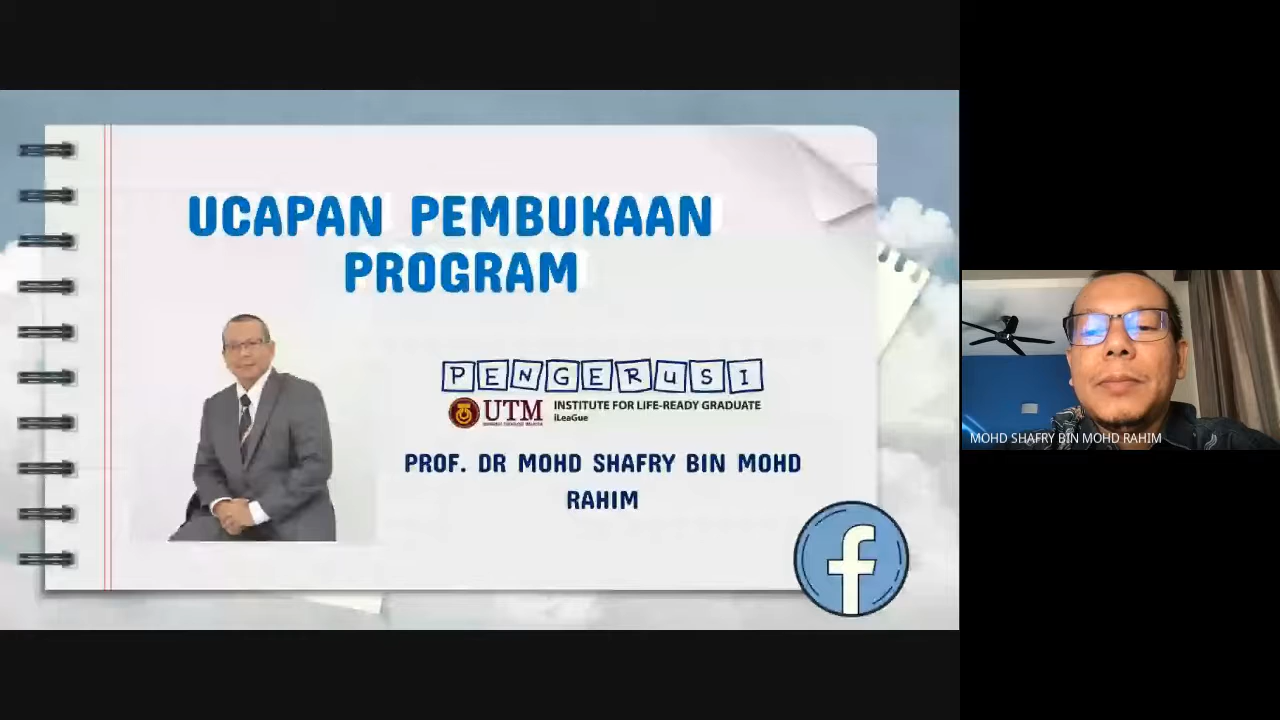 UCAPAN PEMBUKAAN
PROGRAM
PENGERUSI
UTM
INSTITUTE FOR LIFE-READY GRADUATE
iLeaGue
PROF. DR MOHD SHAFRY BIN MOHD
RAHIM
f
MOHD SHAFRY BIN MOHD RAHIM